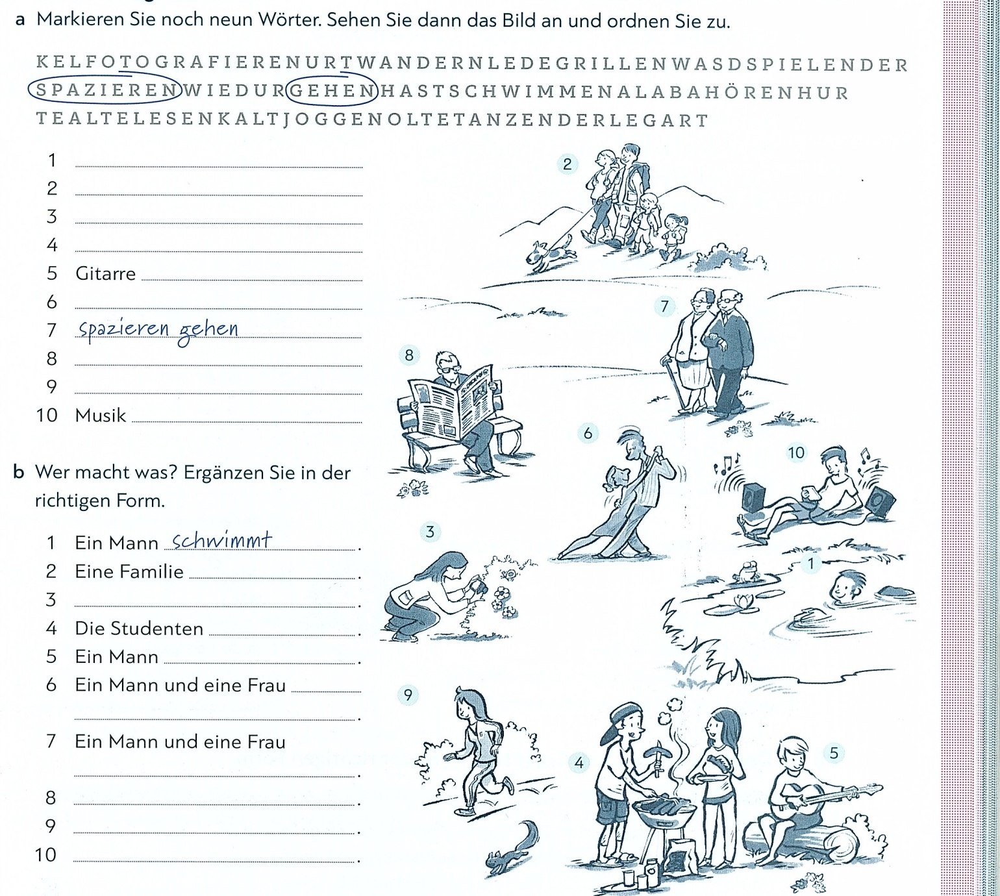 a Markieren Sie noch neun Wörter. Sehen Sie dann das Bild an und ordnen Sie zu.
KELFOTOGRAFIERENURTWANDERNLEDEGRILLENWASDSPIELENDER
SPAZIERENWIEDURGEHENHASTSCHWIMMENALABAHÖRENHUR
TEALTELESENKALTJOGGENOLTETANZENDERLEGART
1
2
3
4
5 Gitarre
6
7 spazieren gehen
8
9
10 Musik
b Wer macht was? Ergänzen Sie in der
richtigen Form.
1 Ein Mann schwimmt .
2 Eine Familie .
3 .
4 Die Studenten .
5 Ein Mann .
6 Ein Mann und eine Frau
.
7 Ein Mann und eine Frau
.
8 .
9 .
10 .
2
7
8
6
10
3
1
9
4
5